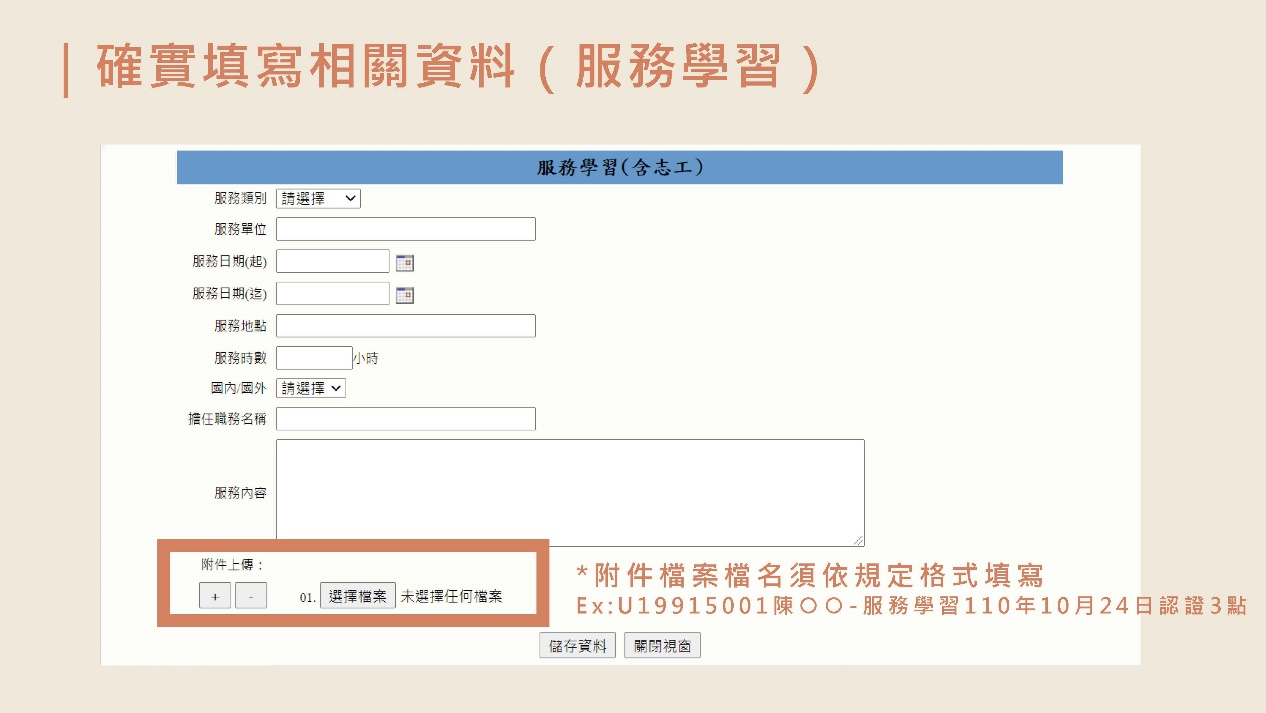 確實填寫相關資料(服務學習)
服務學習(含志工)
服務類別 請選擇
服務單位
服務日期(起)
服務日期(迄)
服務地點
服務時數 小時
國內/國外 請選擇
擔任職務名稱
服務內容
附件上傳：
+ - 01. 選擇檔案 未選擇任何檔案
*附件檔案檔名須依規定格式填寫
Ex:U19915001陳〇〇-服務學習110年10月24日認證3點
儲存資料 關閉視窗